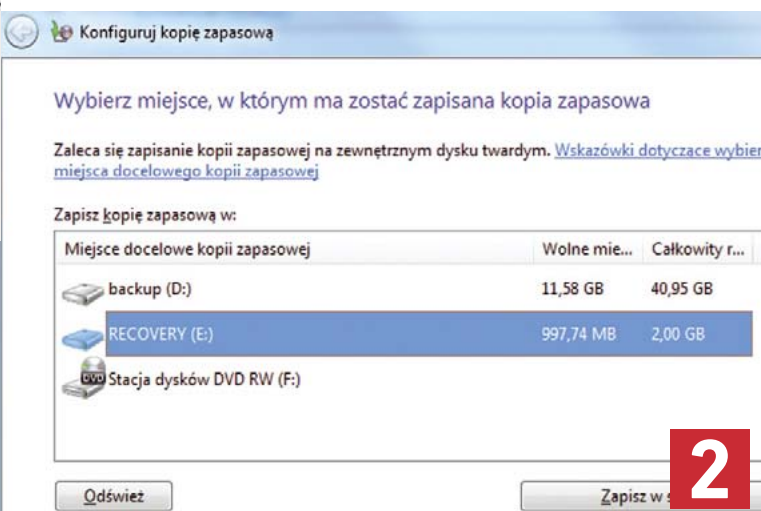 Konfiguruj kopię zapasową
Wybierz miejsce, w którym ma zostać zapisana kopia zapasowa
Zaleca się zapisanie kopii zapasowej na zewnętrznym dysku twardym. Wskazówki dotyczące
miejsca docelowego kopii zapasowej
Zapisz kopię zapasową w:
Miejsce docelowe kopii zapasowej Wolne mie... Całkowity r...
backup (D:) 11,58 GB 40,95 GB
RECOVERY (E:) 997,74 MB 2,00 GB
DVD Stacja dysków DVD RW (F:)
Odśwież Zapisz w
2